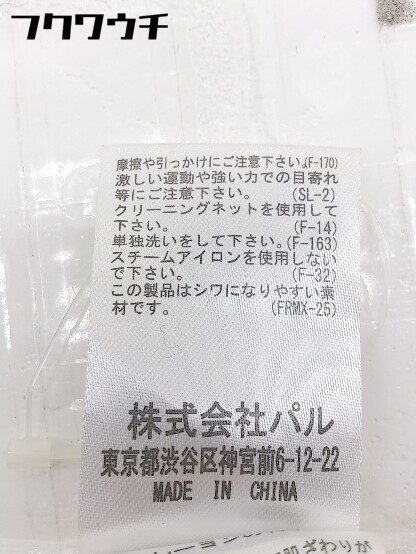 フクワウチ
摩擦や引っかけにご注意下さい。(F-170)
激しい運動や強い力での目寄れ
等にご注意下さい。 (SL-2)
クリーニングネットを使用して
下さい。 (F-14)
単独洗いをして下さい。(F-163)
スチームアイロンを使用しない
で下さい。 (F-32)
この製品はシワになりやすい素
材です。 (FRMX-25)
株式会社パル
東京都渋谷区神宮前6-12-22
MADE IN CHINA
ざわりが